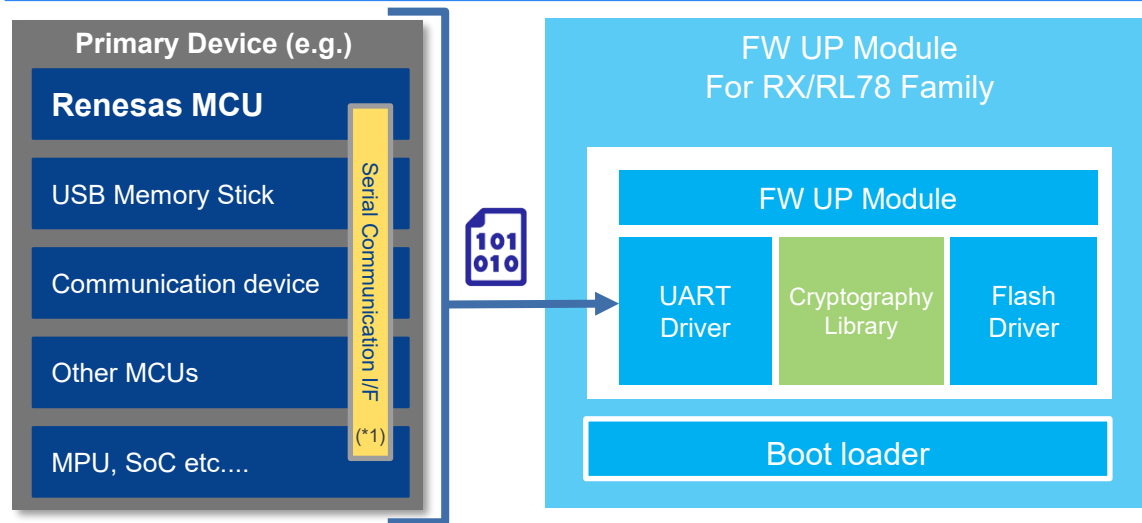 Primary Device (e.g.)
Renesas MCU
USB Memory Stick
Communication device
Other MCUs
MPU, SoC etc....
Serial Communication I/F
(*1)
101
010
FW UP Module
For RX/RL78 Family
FW UP Module
UART
Driver
Cryptography
Library
Flash
Driver
Boot loader